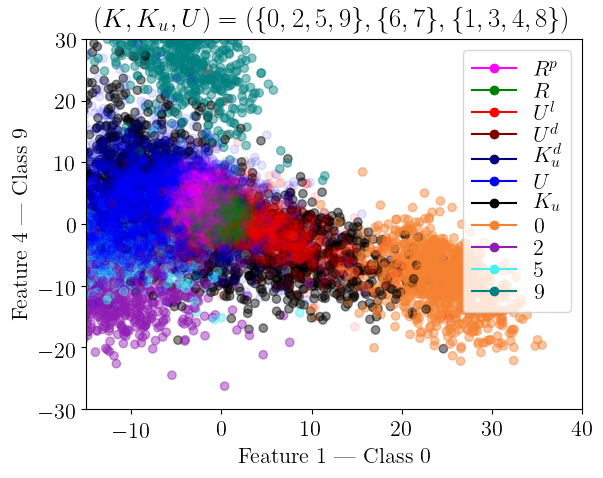 (K, K_u, U) = ({0, 2, 5, 9}, {6, 7}, {1, 3, 4, 8})
30
20
10
0
−10
−20
−30
Feature 4 — Class 9
R^p
R
U^l
U^d
K_u^d
U
K_u
0
2
5
9
−10
0
10
20
30
40
Feature 1 — Class 0